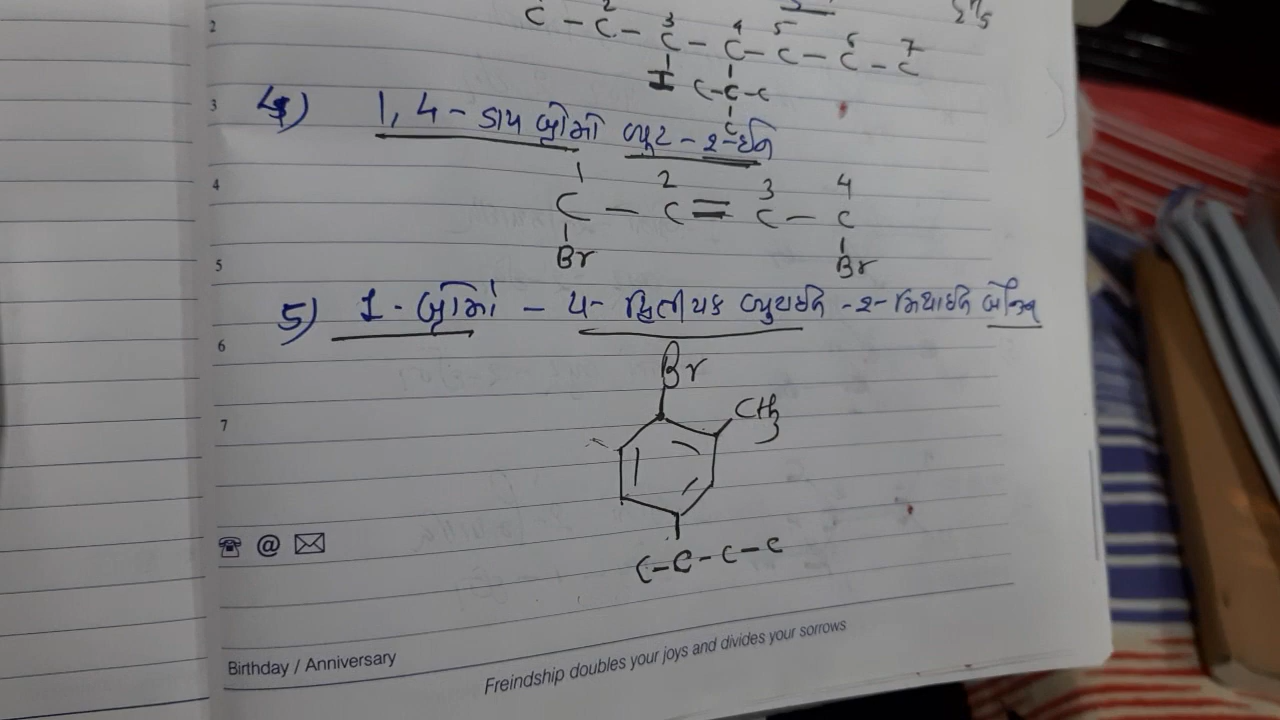 1 2 3 4 5 6 7
C - C - C - C - C - C - C
I C-C-C
C
2
3
4
5
6
7
4) 1, 4 - ડાય બ્રોમો બ્યુટ - 2 - ઈન
1 2 3 4
C - C = C - C
Br Br
5) 1 - બ્રોમો - 4 - દ્વિતીયક બ્યુટાઈલ - 2 - મિથાઈલ બેન્ઝિન
Br
CH3
C-C-C-C
Birthday / Anniversary
Freindship doubles your joys and divides your sorrows